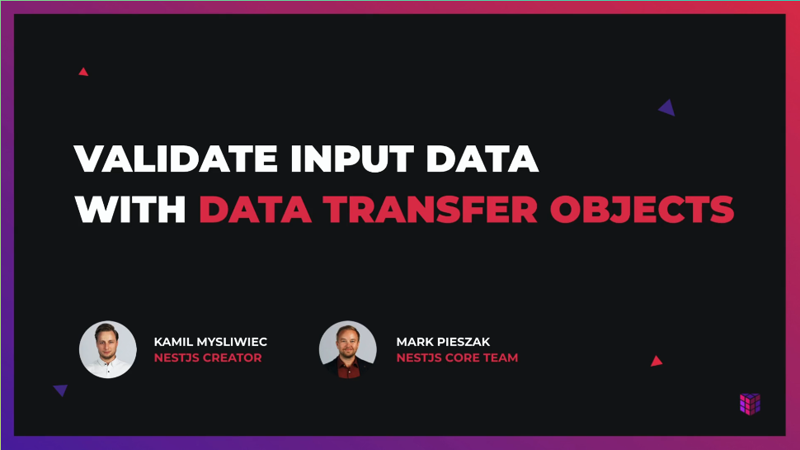 VALIDATE INPUT DATA
WITH DATA TRANSFER OBJECTS
KAMIL MYSLIWIEC
NESTJS CREATOR
MARK PIESZAK
NESTJS CORE TEAM